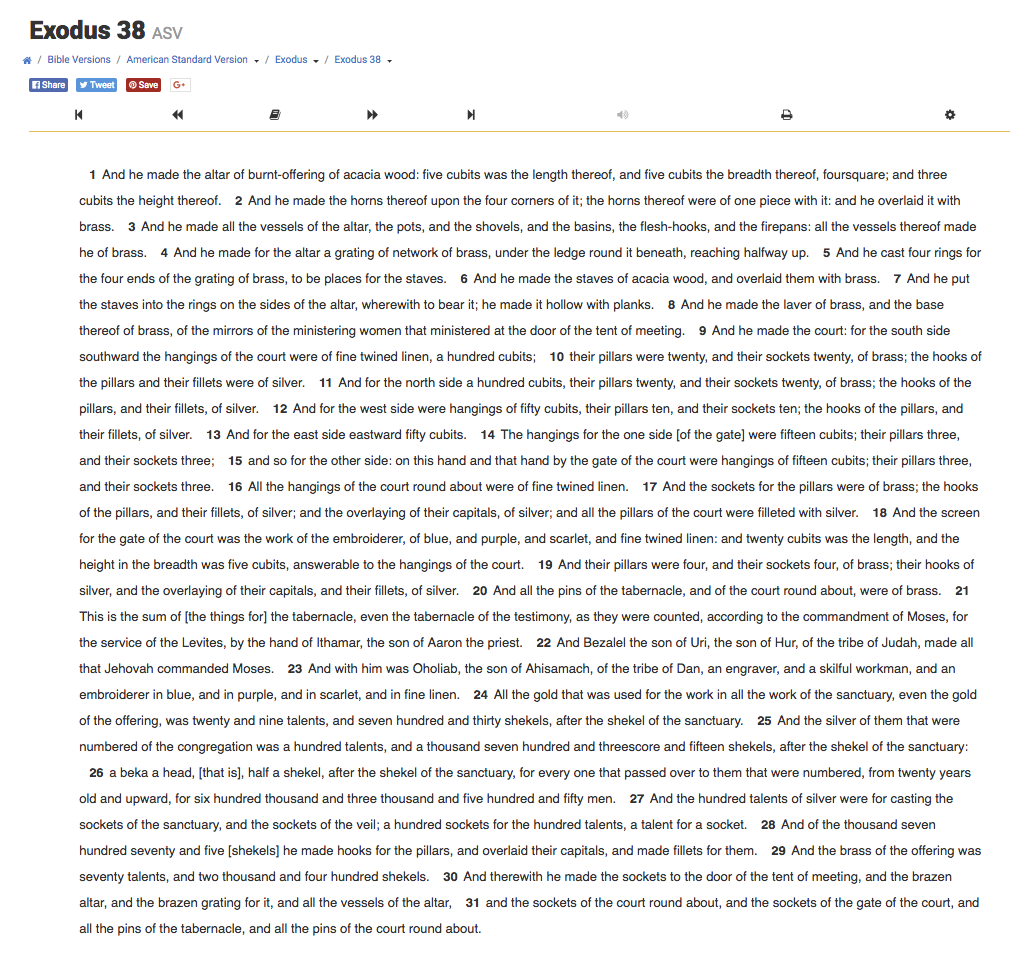 Exodus 38 ASV
/ Bible Versions / American Standard Version / Exodus / Exodus 38
Share Tweet Save G+
1 And he made the altar of burnt-offering of acacia wood: five cubits was the length thereof, and five cubits the breadth thereof, foursquare; and three
cubits the height thereof. 2 And he made the horns thereof upon the four corners of it; the horns thereof were of one piece with it: and he overlaid it with
brass. 3 And he made all the vessels of the altar, the pots, and the shovels, and the basins, the flesh-hooks, and the firepans: all the vessels thereof made
he of brass. 4 And he made for the altar a grating of network of brass, under the ledge round it beneath, reaching halfway up. 5 And he cast four rings for
the four ends of the grating of brass, to be places for the staves. 6 And he made the staves of acacia wood, and overlaid them with brass. 7 And he put
the staves into the rings on the sides of the altar, wherewith to bear it; he made it hollow with planks. 8 And he made the laver of brass, and the base
thereof of brass, of the mirrors of the ministering women that ministered at the door of the tent of meeting. 9 And he made the court: for the south side
southward the hangings of the court were of fine twined linen, a hundred cubits; 10 their pillars were twenty, and their sockets twenty, of brass; the hooks of
the pillars and their fillets were of silver. 11 And for the north side a hundred cubits, their pillars twenty, and their sockets twenty, of brass; the hooks of the
pillars, and their fillets, of silver. 12 And for the west side were hangings of fifty cubits, their pillars ten, and their sockets ten; the hooks of the pillars, and
their fillets, of silver. 13 And for the east side eastward fifty cubits. 14 The hangings for the one side [of the gate] were fifteen cubits; their pillars three,
and their sockets three; 15 and so for the other side: on this hand and that hand by the gate of the court were hangings of fifteen cubits; their pillars three,
and their sockets three. 16 All the hangings of the court round about were of fine twined linen. 17 And the sockets for the pillars were of brass; the hooks
of the pillars, and their fillets, of silver; and the overlaying of their capitals, of silver; and all the pillars of the court were filleted with silver. 18 And the screen
for the gate of the court was the work of the embroiderer, of blue, and purple, and scarlet, and fine twined linen: and twenty cubits was the length, and the
height in the breadth was five cubits, answerable to the hangings of the court. 19 And their pillars were four, and their sockets four, of brass; their hooks of
silver, and the overlaying of their capitals, and their fillets, of silver. 20 And all the pins of the tabernacle, and of the court round about, were of brass. 21
This is the sum of [the things for] the tabernacle, even the tabernacle of the testimony, as they were counted, according to the commandment of Moses, for
the service of the Levites, by the hand of Ithamar, the son of Aaron the priest. 22 And Bezalel the son of Uri, the son of Hur, of the tribe of Judah, made all
that Jehovah commanded Moses. 23 And with him was Oholiab, the son of Ahisamach, of the tribe of Dan, an engraver, and a skilful workman, and an
embroiderer in blue, and in purple, and in scarlet, and in fine linen. 24 All the gold that was used for the work in all the work of the sanctuary, even the gold
of the offering, was twenty and nine talents, and seven hundred and thirty shekels, after the shekel of the sanctuary. 25 And the silver of them that were
numbered of the congregation was a hundred talents, and a thousand seven hundred and threescore and fifteen shekels, after the shekel of the sanctuary:
26 a beka a head, [that is], half a shekel, after the shekel of the sanctuary, for every one that passed over to them that were numbered, from twenty years
old and upward, for six hundred thousand and three thousand and five hundred and fifty men. 27 And the hundred talents of silver were for casting the
sockets of the sanctuary, and the sockets of the veil; a hundred sockets for the hundred talents, a talent for a socket. 28 And of the thousand seven
hundred seventy and five [shekels] he made hooks for the pillars, and overlaid their capitals, and made fillets for them. 29 And the brass of the offering was
seventy talents, and two thousand and four hundred shekels. 30 And therewith he made the sockets to the door of the tent of meeting, and the brazen
altar, and the brazen grating for it, and all the vessels of the altar, 31 and the sockets of the court round about, and the sockets of the gate of the court, and
all the pins of the tabernacle, and all the pins of the court round about.